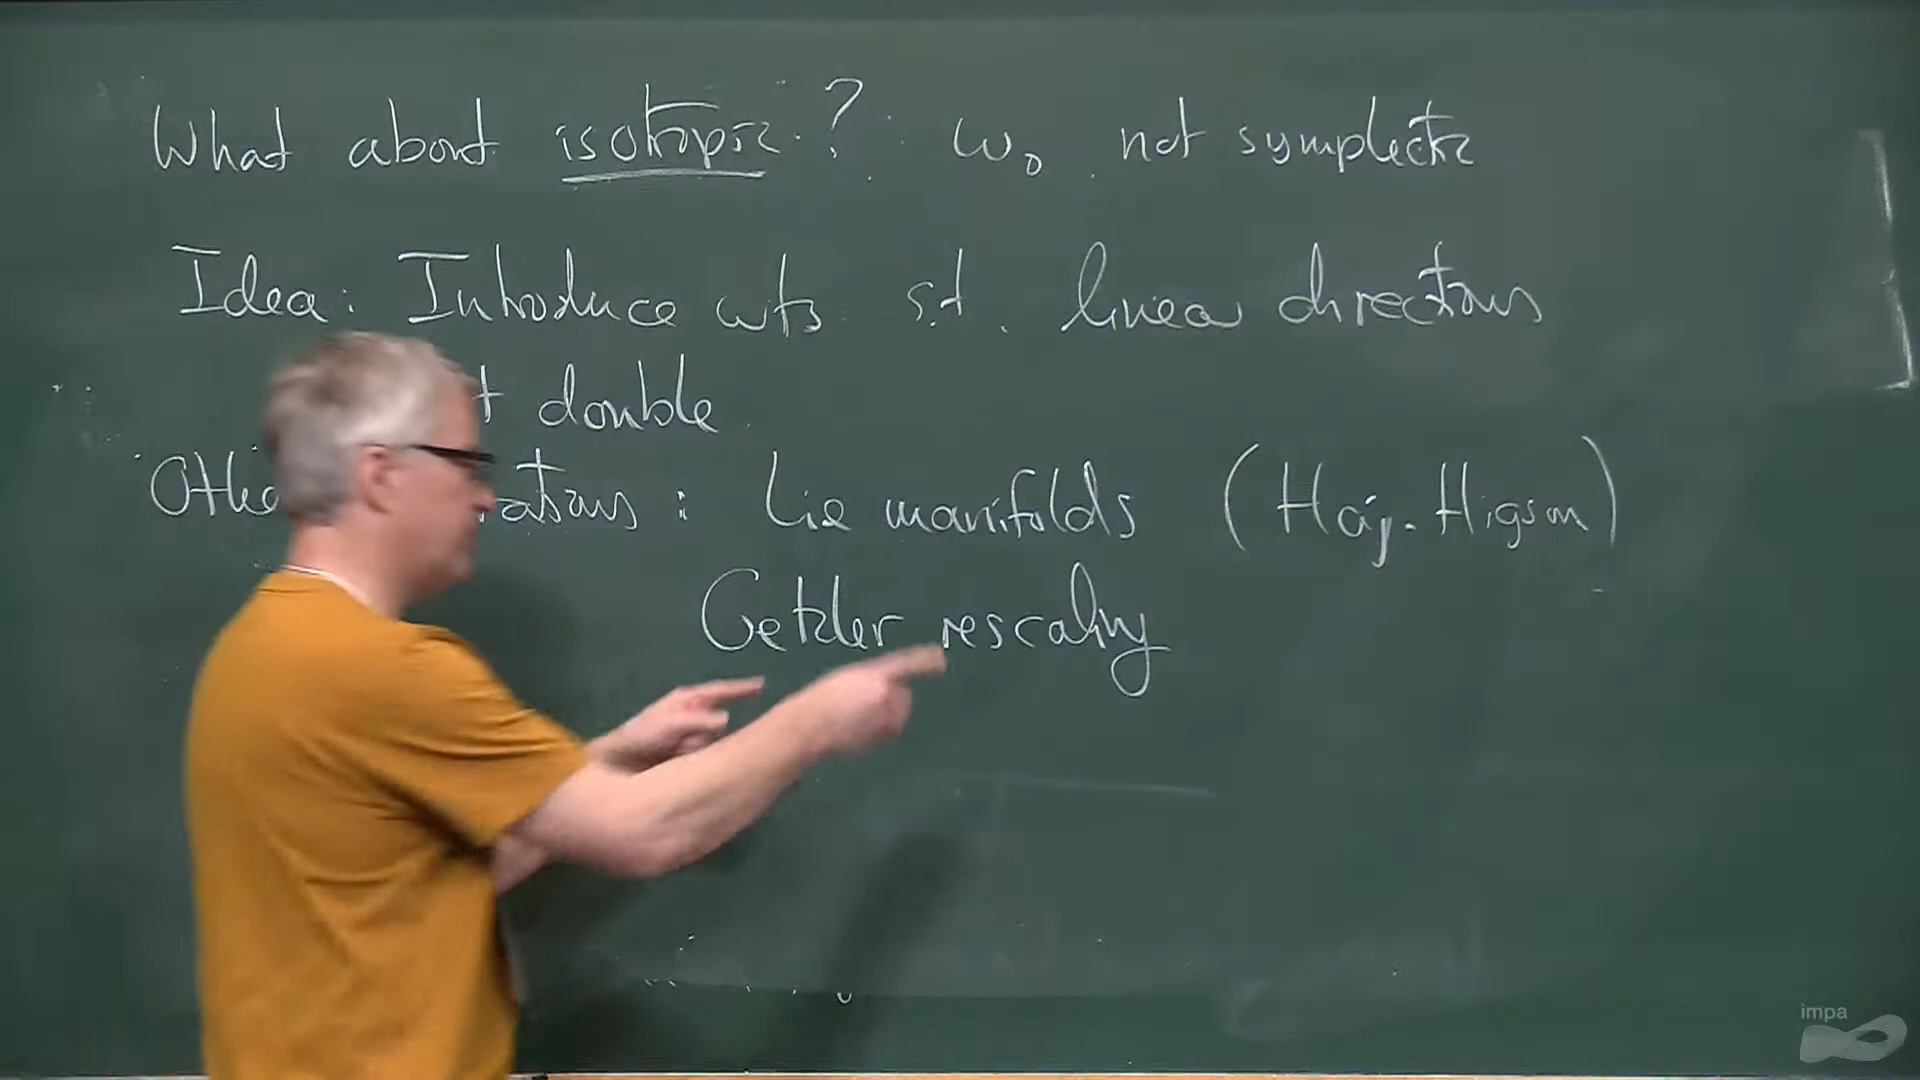 What about isotropic? ω₀ not symplectic
Idea: Introduce wts s.t. linear directions
double.
: Lie manifolds (Haj-Higson)
Getzler rescaling
impa